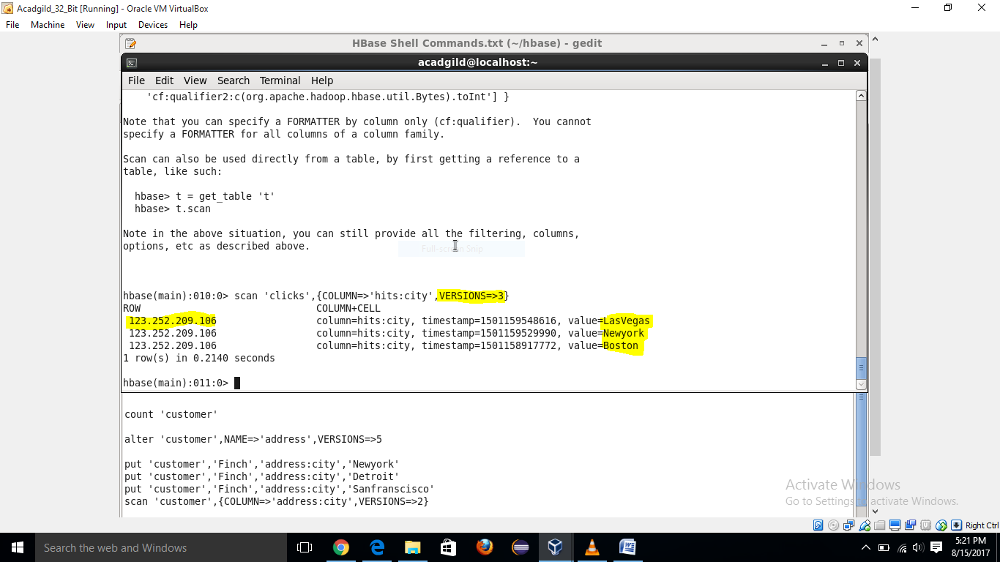 Acadgild_32_Bit [Running] - Oracle VM VirtualBox
File Machine View Input Devices Help
HBase Shell Commands.txt (~/hbase) - gedit
acadgild@localhost:~
File Edit View Search Terminal Help
'cf:qualifier2:c(org.apache.hadoop.hbase.util.Bytes).toInt'] }
Note that you can specify a FORMATTER by column only (cf:qualifier).  You cannot
specify a FORMATTER for all columns of a column family.
Scan can also be used directly from a table, by first getting a reference to a
table, like such:
hbase> t = get_table 't'
hbase> t.scan
Note in the above situation, you can still provide all the filtering, columns,
options, etc as described above.
Full-screen Snip
hbase(main):010:0> scan 'clicks',{COLUMN=>'hits:city',VERSIONS=>3}
ROW COLUMN+CELL
123.252.209.106 column=hits:city, timestamp=1501159548616, value=LasVegas
123.252.209.106 column=hits:city, timestamp=1501159529990, value=Newyork
123.252.209.106 column=hits:city, timestamp=1501158917772, value=Boston
1 row(s) in 0.2140 seconds
hbase(main):011:0>
count 'customer'
alter 'customer',NAME=>'address',VERSIONS=>5
put 'customer','Finch','address:city','Newyork'
put 'customer','Finch','address:city','Detroit'
put 'customer','Finch','address:city','Sanfranscisco'
scan 'customer',{COLUMN=>'address:city',VERSIONS=>2}
Activate Windows
Go to Settings to activate Windows.
Right Ctrl
Search the web and Windows
5:21 PM
8/15/2017